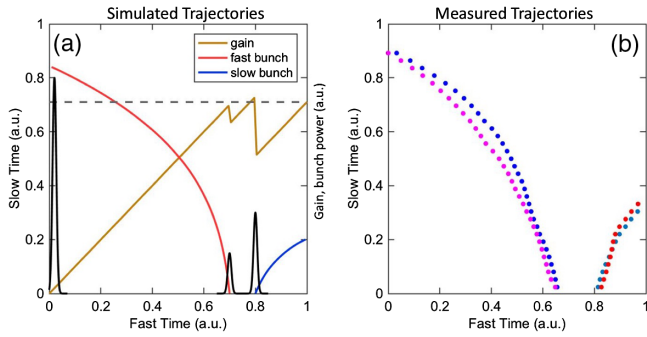 Simulated Trajectories
(a)
gain
fast bunch
slow bunch
Slow Time (a.u.)
1
0.8
0.6
0.4
0.2
0
0 0.2 0.4 0.6 0.8 1
Fast Time (a.u.)
Gain, bunch power (a.u.)
Measured Trajectories
(b)
Slow Time (a.u.)
1
0.8
0.6
0.4
0.2
0
0 0.2 0.4 0.6 0.8 1
Fast Time (a.u.)